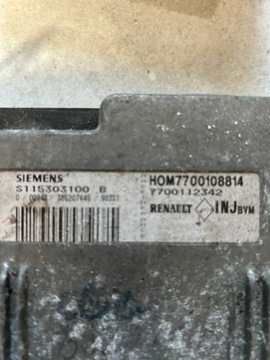 SIEMENS
S115303100 B
HOM7700108814
7700112342
RENAULT INJ BVM